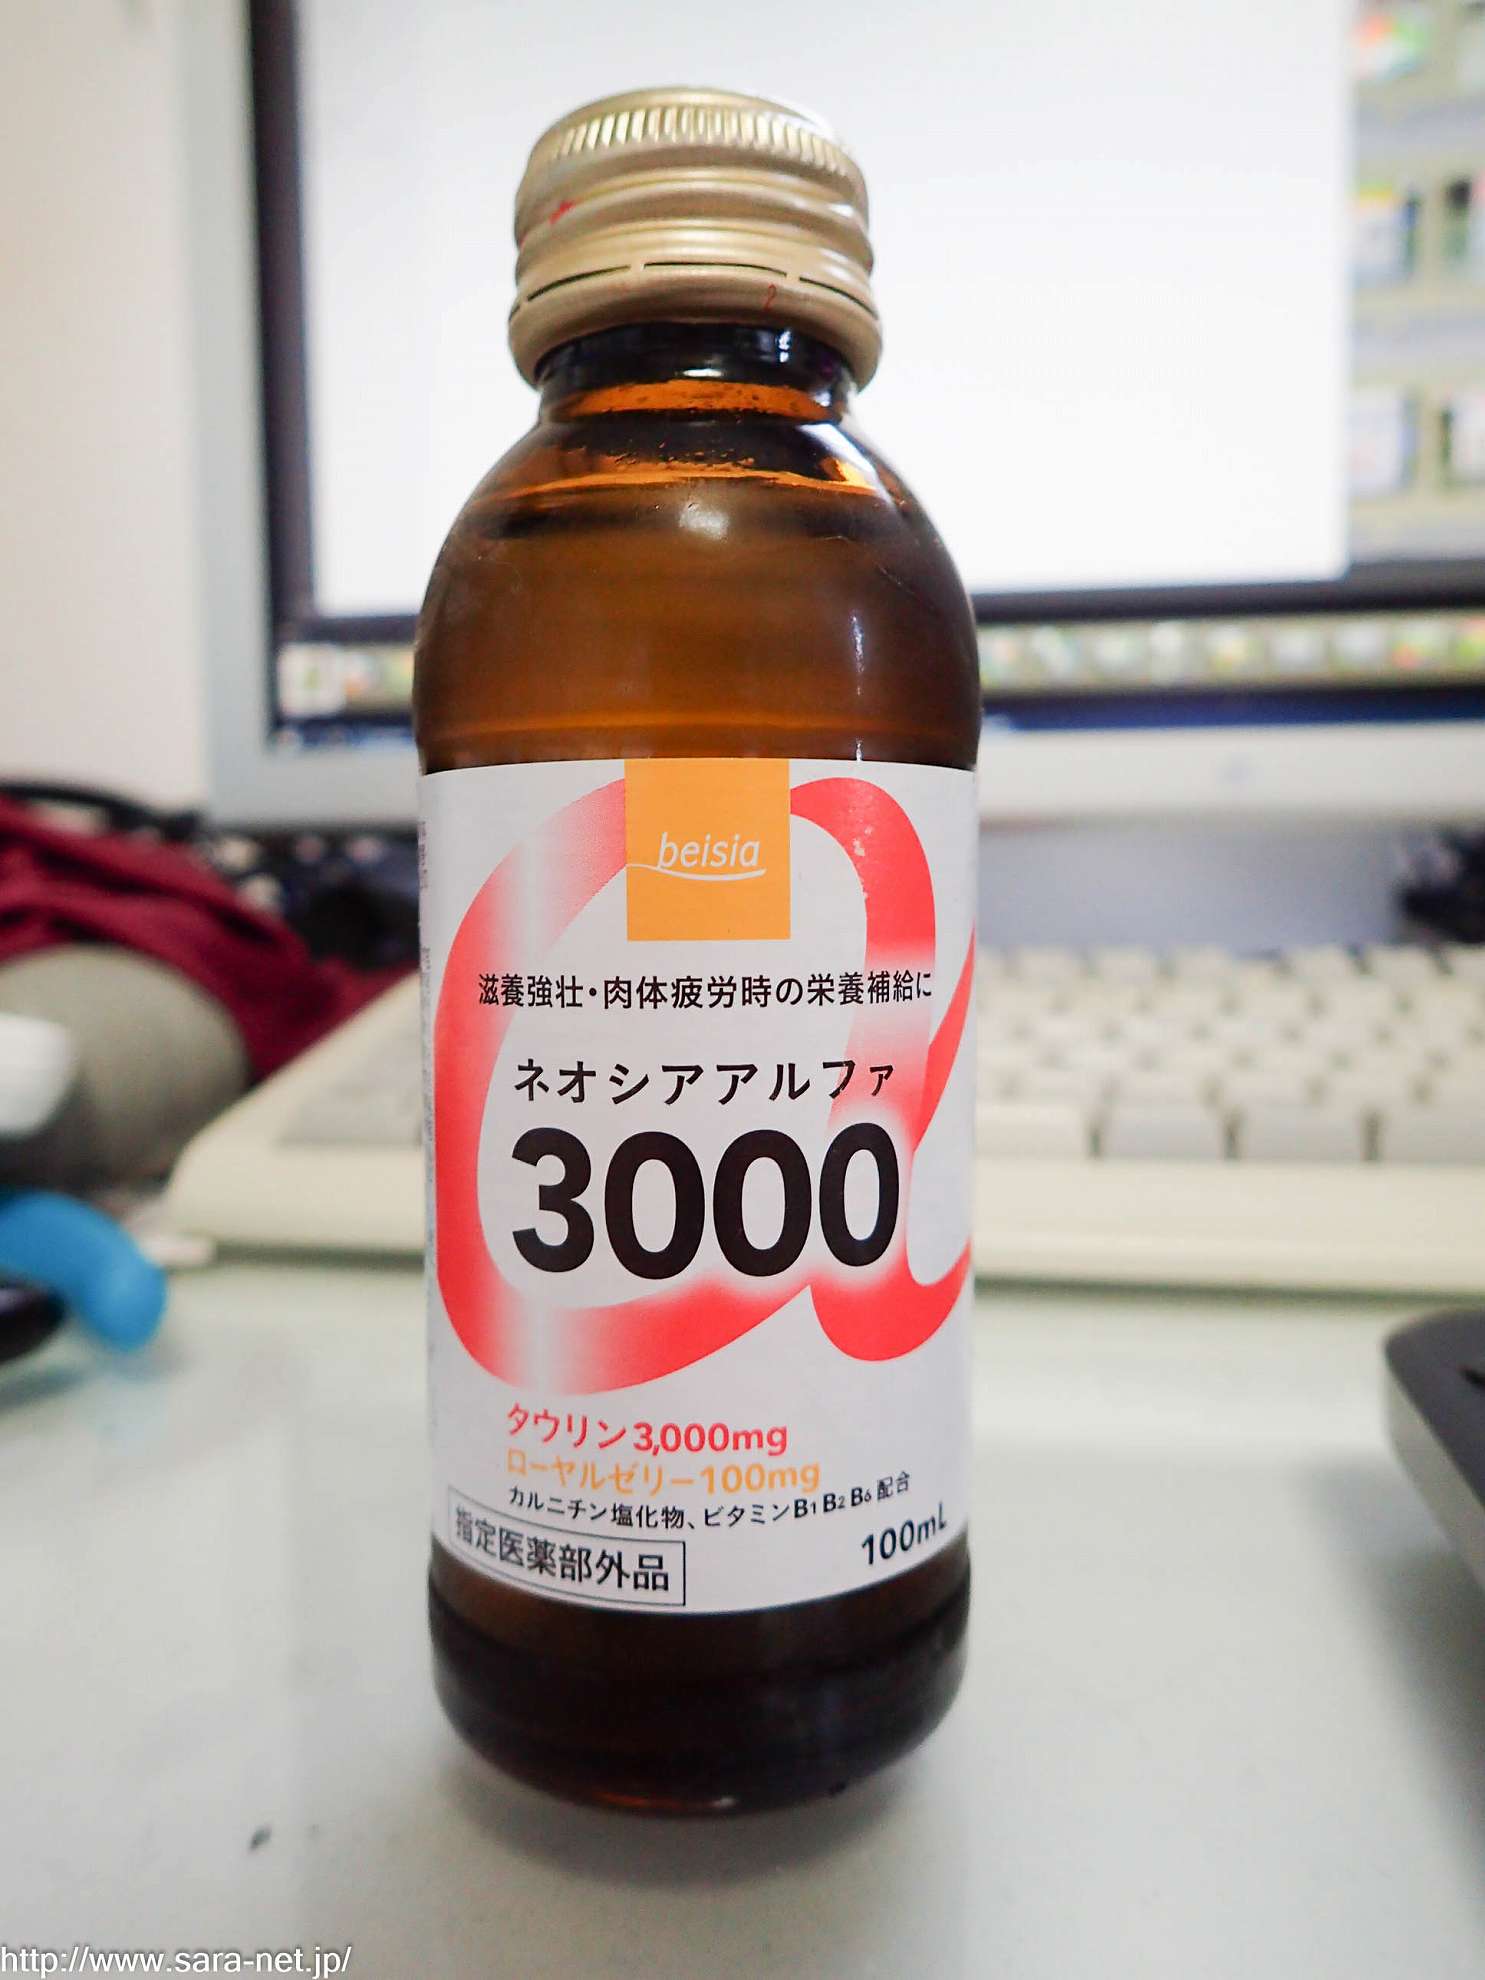 beisia
滋養強壮・肉体疲労時の栄養補給に
ネオシアアルファ
3000
タウリン3,000mg
ローヤルゼリー100mg
カルニチン塩化物、ビタミンB1 B2 B6 配合
指定医薬部外品
100mL
http://www.sara-net.jp/